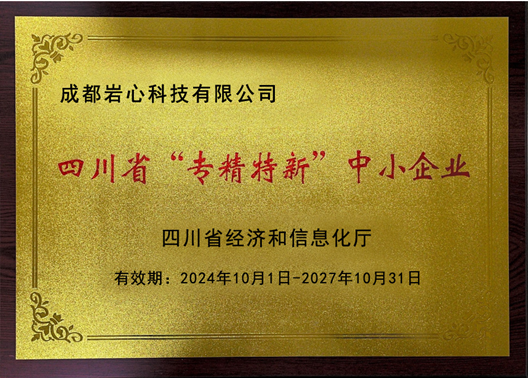 成都岩心科技有限公司
四川省“专精特新”中小企业
四川省经济和信息化厅
有效期：2024年10月1日-2027年10月31日